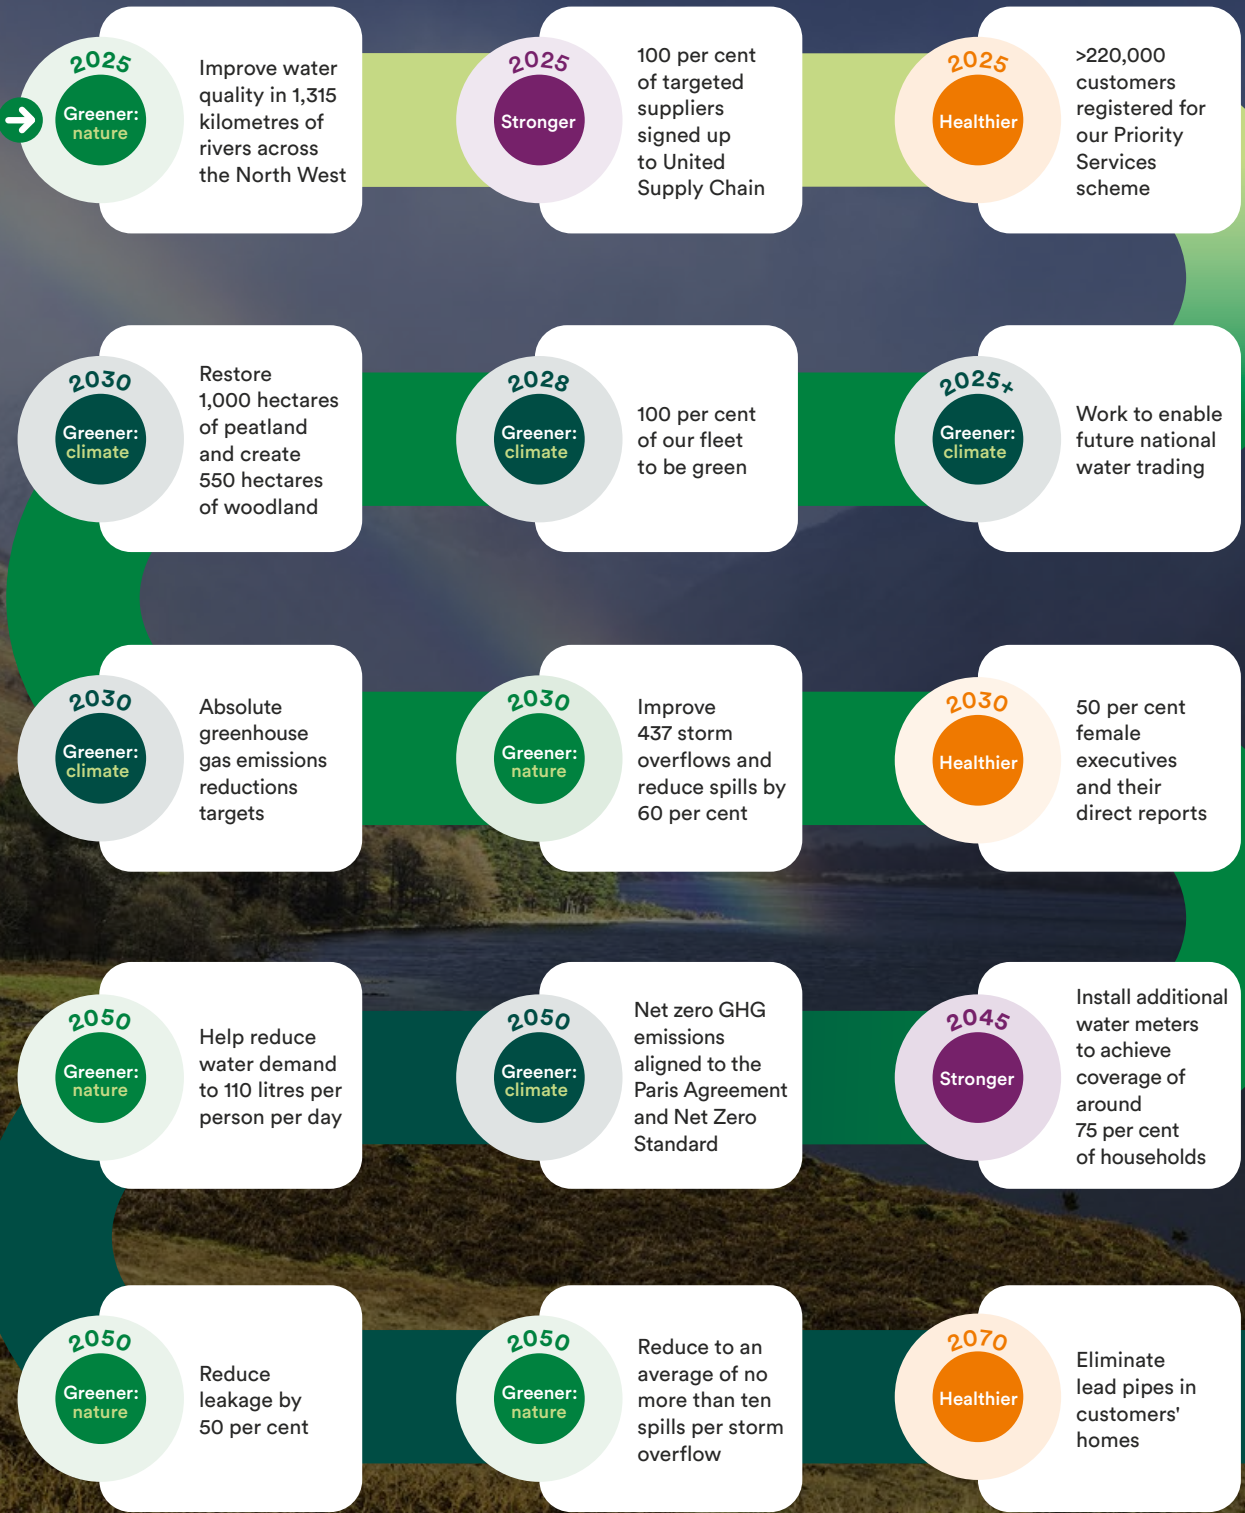 2025
Greener:
nature
Improve water
quality in 1,315
kilometres of
rivers across
the North West
2025
Stronger
100 per cent
of targeted
suppliers
signed up
to United
Supply Chain
2025
Healthier
>220,000
customers
registered for
our Priority
Services
scheme
2030
Greener:
climate
Restore
1,000 hectares
of peatland
and create
550 hectares
of woodland
2028
Greener:
climate
100 per cent
of our fleet
to be green
2025+
Greener:
climate
Work to enable
future national
water trading
2030
Greener:
climate
Absolute
greenhouse
gas emissions
reductions
targets
2030
Greener:
nature
Improve
437 storm
overflows and
reduce spills by
60 per cent
2030
Healthier
50 per cent
female
executives
and their
direct reports
2050
Greener:
nature
Help reduce
water demand
to 110 litres per
person per day
2050
Greener:
climate
Net zero GHG
emissions
aligned to the
Paris Agreement
and Net Zero
Standard
2045
Stronger
Install additional
water meters
to achieve
coverage of
around
75 per cent
of households
2050
Greener:
nature
Reduce
leakage by
50 per cent
2050
Greener:
nature
Reduce to an
average of no
more than ten
spills per storm
overflow
2070
Healthier
Eliminate
lead pipes in
customers'
homes